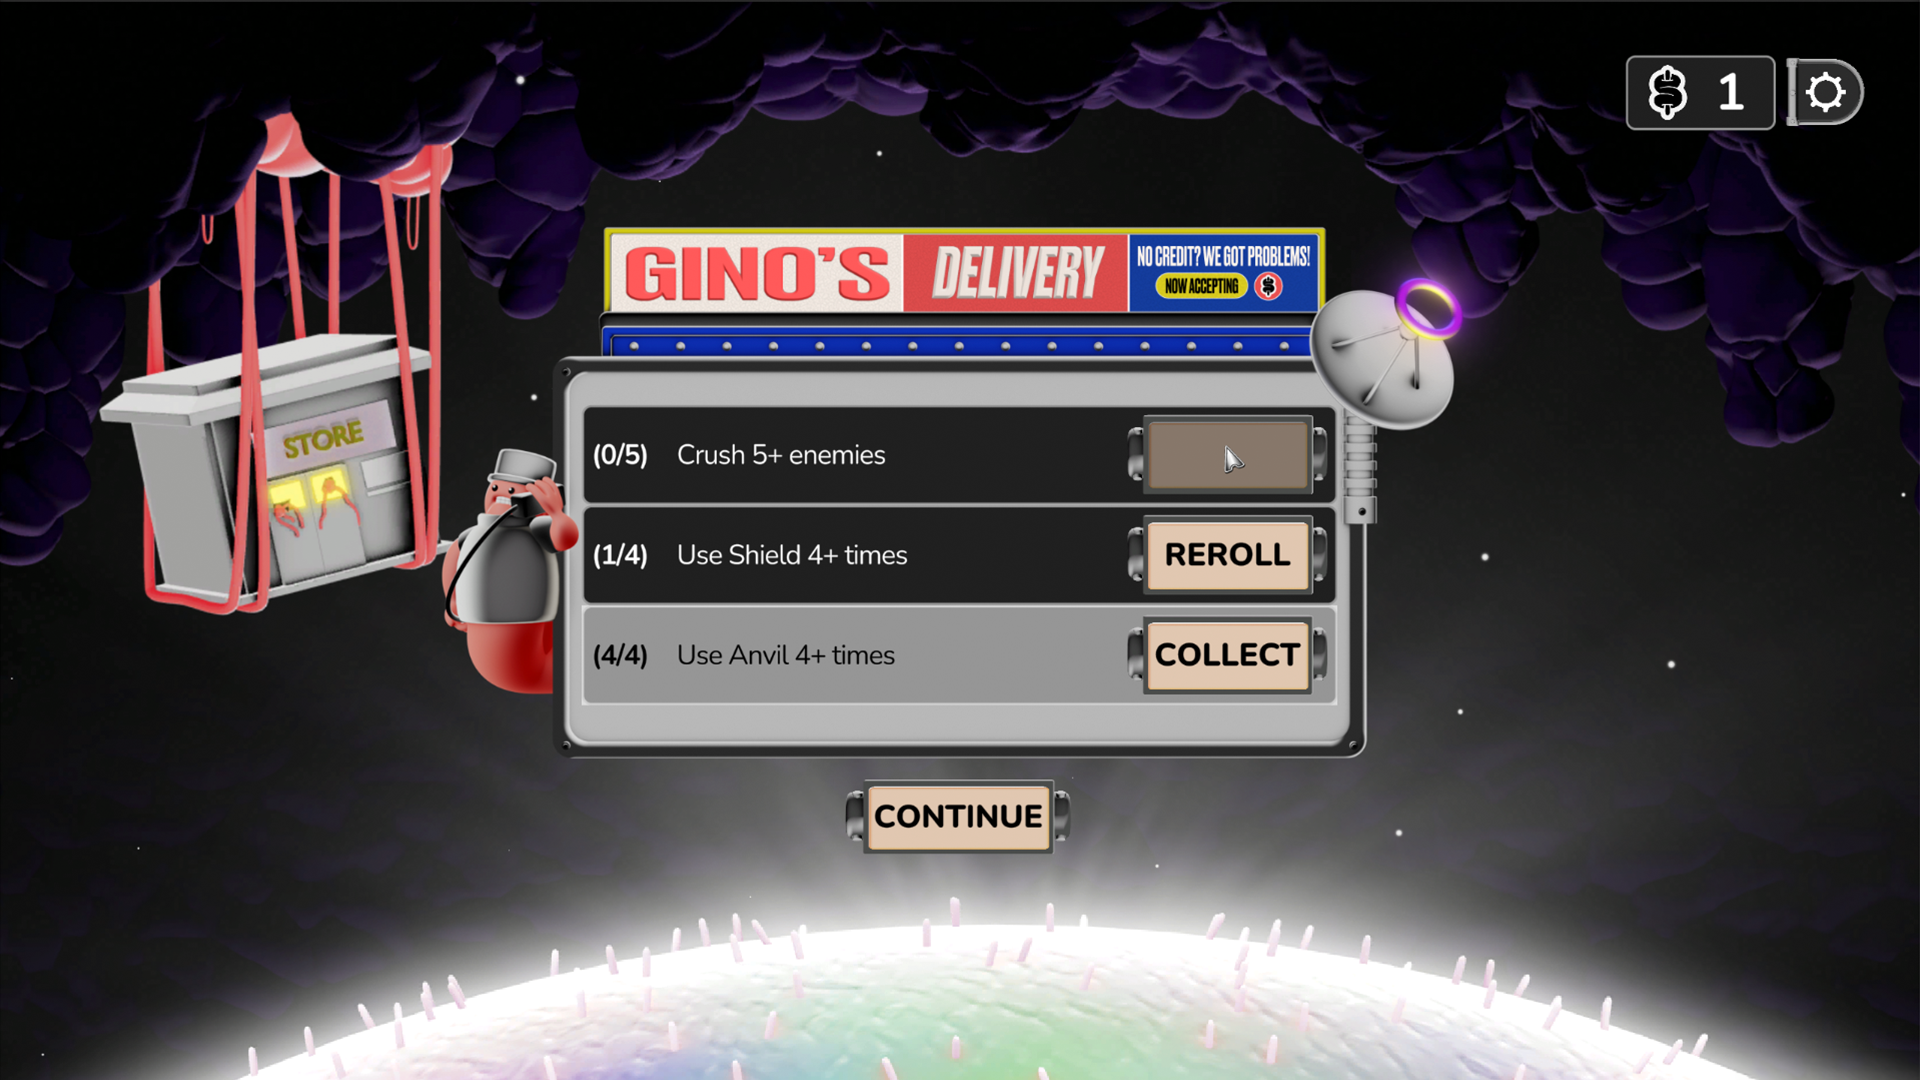 1
GINO'S
DELIVERY
NO CREDIT? WE GOT PROBLEMS!
NOW ACCEPTING
STORE
(0/5) Crush 5+ enemies
(1/4) Use Shield 4+ times
REROLL
(4/4) Use Anvil 4+ times
COLLECT
CONTINUE